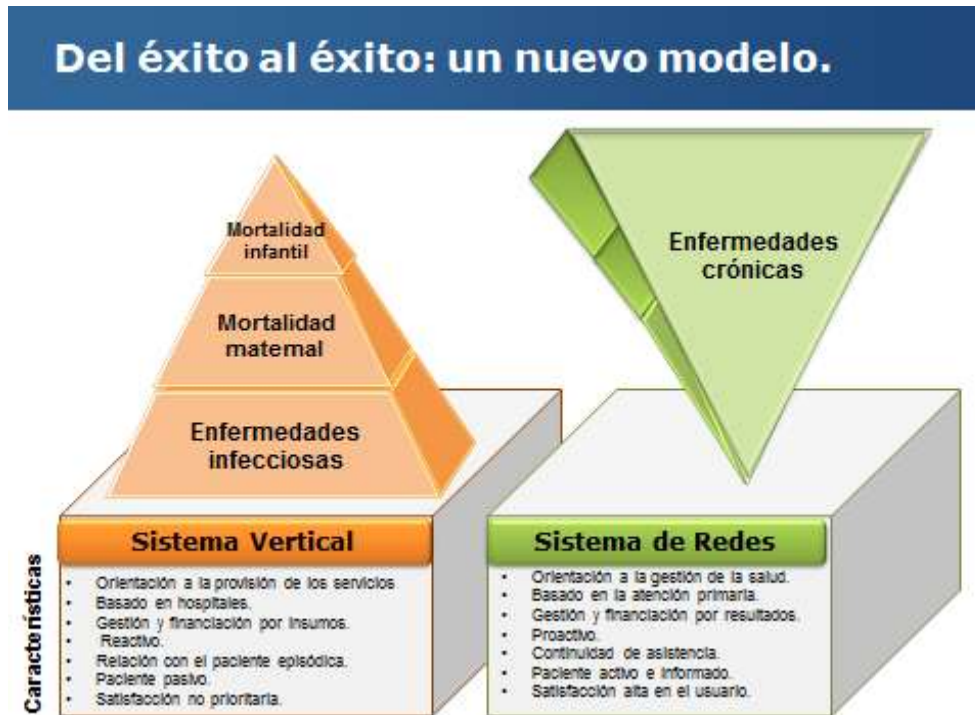 Del éxito al éxito: un nuevo modelo.
Mortalidad
infantil
Mortalidad
maternal
Enfermedades
infecciosas
Enfermedades
crónicas
Características
Sistema Vertical
• Orientación a la provisión de los servicios
• Basado en hospitales.
• Gestión y financiación por insumos.
• Reactivo.
• Relación con el paciente episódica.
• Paciente pasivo.
• Satisfacción no prioritaria.
Sistema de Redes
• Orientación a la gestión de la salud.
• Basado en la atención primaria.
• Gestión y financiación por resultados.
• Proactivo.
• Continuidad de asistencia.
• Paciente activo e informado.
• Satisfacción alta en el usuario.